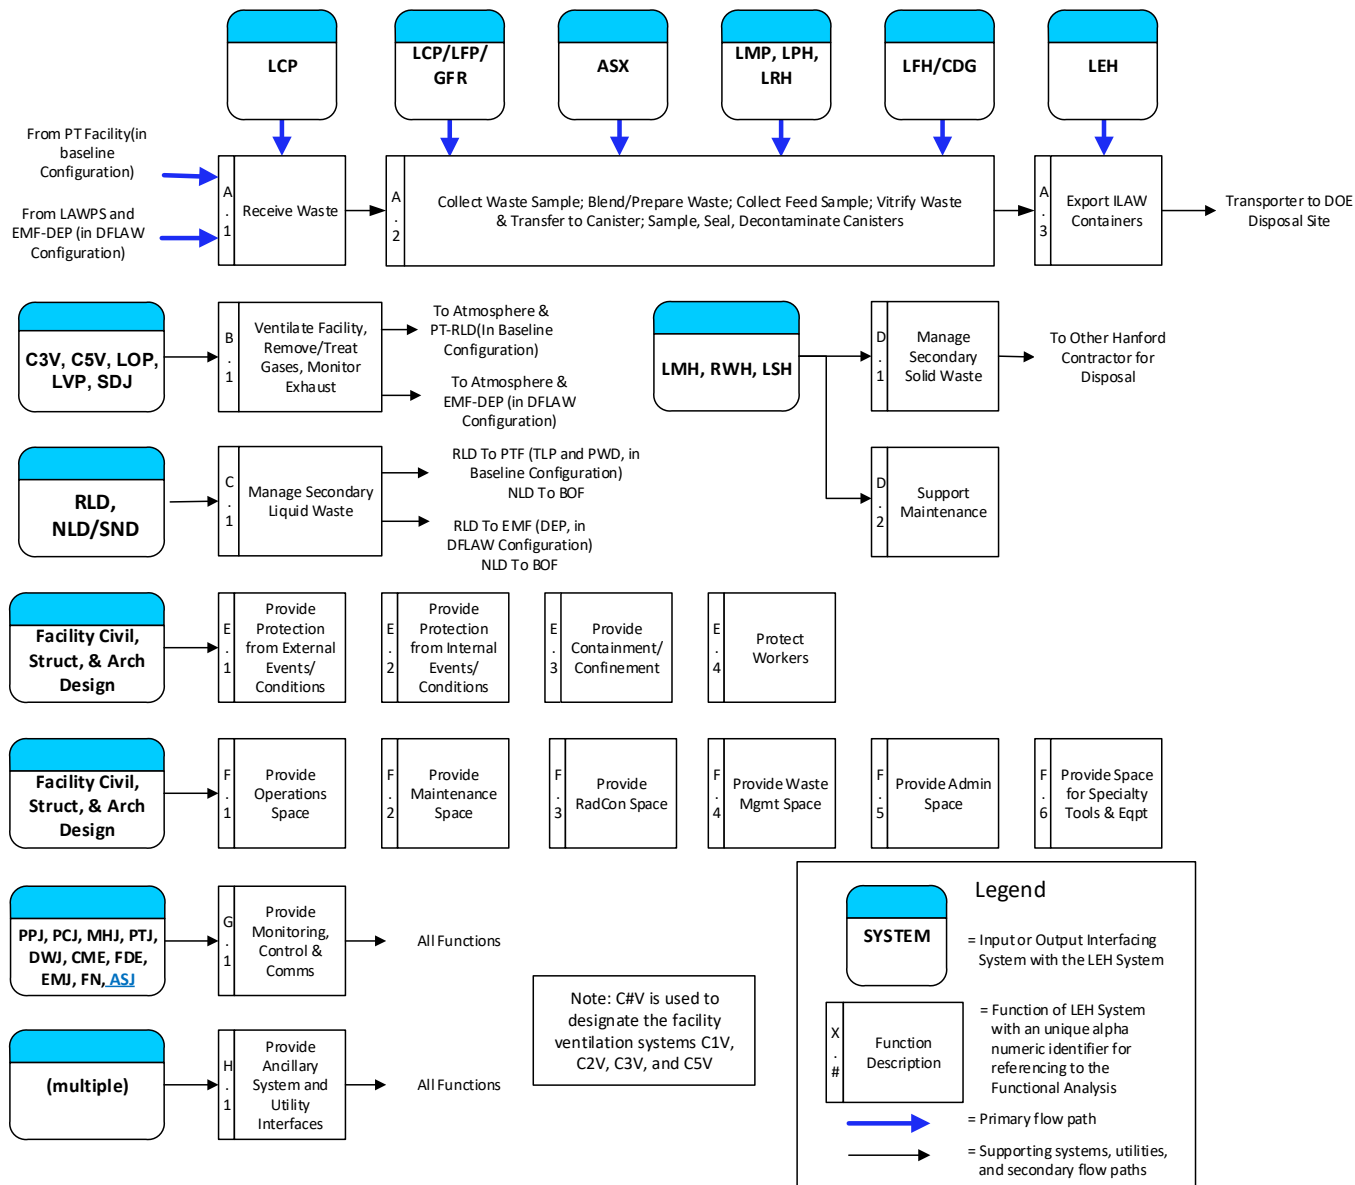 LCP
LCP/LFP/
GFR
ASX
LMP, LPH,
LRH
LFH/CDG
LEH
From PT Facility(in
baseline
Configuration)
From LAWPS and
EMF-DEP (in DFLAW
Configuration)
A
.
1
Receive Waste
A
.
2
Collect Waste Sample; Blend/Prepare Waste; Collect Feed Sample; Vitrify Waste
& Transfer to Canister; Sample, Seal, Decontaminate Canisters
A
.
3
Export ILAW
Containers
Transporter to DOE
Disposal Site
C3V, C5V, LOP,
LVP, SDJ
B
.
1
Ventilate Facility,
Remove/Treat
Gases, Monitor
Exhaust
To Atmosphere &
PT-RLD(In Baseline
Configuration)
To Atmosphere &
EMF-DEP (in DFLAW
Configuration)
LMH, RWH, LSH
D
.
1
Manage
Secondary
Solid Waste
To Other Hanford
Contractor for
Disposal
RLD,
NLD/SND
C
.
1
Manage Secondary
Liquid Waste
RLD To PTF (TLP and PWD, in
Baseline Configuration)
NLD To BOF
RLD To EMF (DEP, in
DFLAW Configuration)
NLD To BOF
D
.
2
Support
Maintenance
Facility Civil,
Struct, & Arch
Design
E
.
1
Provide
Protection
from External
Events/
Conditions
E
.
2
Provide
Protection
from Internal
Events/
Conditions
E
.
3
Provide
Containment/
Confinement
E
.
4
Protect
Workers
Facility Civil,
Struct, & Arch
Design
F
.
1
Provide
Operations
Space
F
.
2
Provide
Maintenance
Space
F
.
3
Provide
RadCon Space
F
.
4
Provide Waste
Mgmt Space
F
.
5
Provide Admin
Space
F
.
6
Provide Space
for Specialty
Tools & Eqpt
PPJ, PCJ, MHJ, PTJ,
DWJ, CME, FDE,
EMJ, FN, ASJ
G
.
1
Provide
Monitoring,
Control &
Comms
All Functions
(multiple)
H
.
1
Provide
Ancillary
System and
Utility
Interfaces
All Functions
Note: C#V is used to
designate the facility
ventilation systems C1V,
C2V, C3V, and C5V
Legend
SYSTEM
= Input or Output Interfacing
System with the LEH System
X
.
#
Function
Description
= Function of LEH System
with an unique alpha
numeric identifier for
referencing to the
Functional Analysis
= Primary flow path
= Supporting systems, utilities,
and secondary flow paths